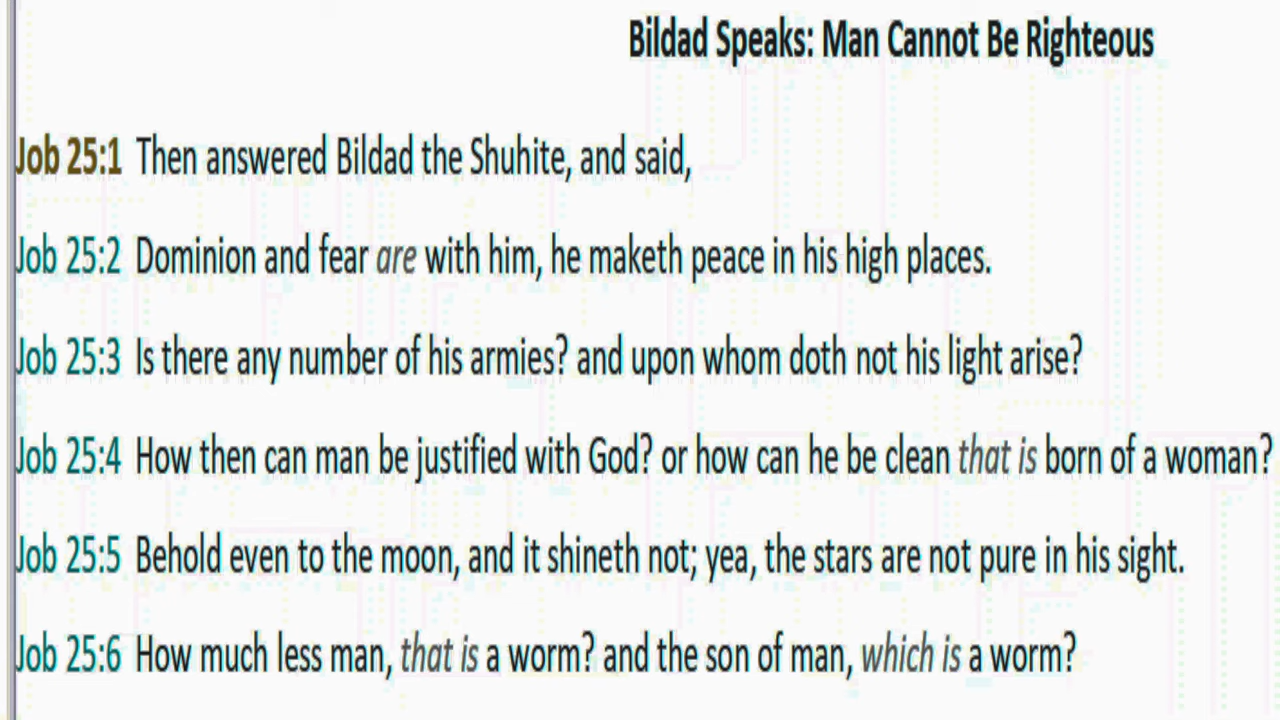 Bildad Speaks: Man Cannot Be Righteous
Job 25:1 Then answered Bildad the Shuhite, and said,
Job 25:2 Dominion and fear are with him, he maketh peace in his high places.
Job 25:3 Is there any number of his armies? and upon whom doth not his light arise?
Job 25:4 How then can man be justified with God? or how can he be clean that is born of a woman?
Job 25:5 Behold even to the moon, and it shineth not; yea, the stars are not pure in his sight.
Job 25:6 How much less man, that is a worm? and the son of man, which is a worm?